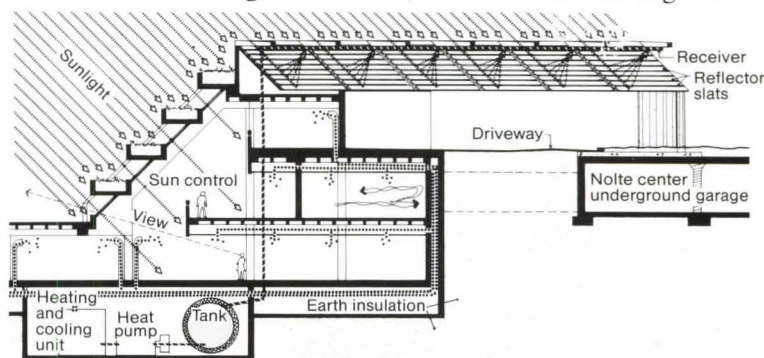 Sunlight
Receiver
Reflector
slats
Driveway
Sun control
Nolte center
underground garage
View
Earth insulation
Heating
and
cooling
unit
Heat
pump
Tank